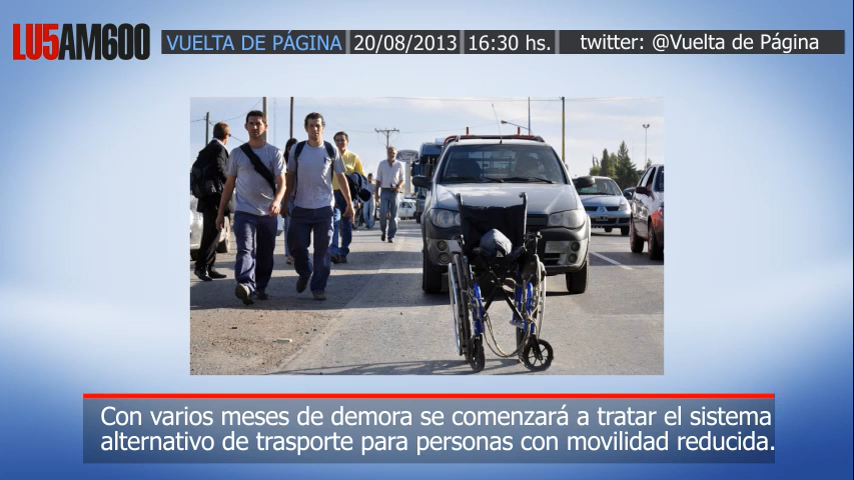 LU5AM600
VUELTA DE PÁGINA 20/08/2013 16:30 hs. twitter: @Vuelta de Página
Con varios meses de demora se comenzará a tratar el sistema
alternativo de trasporte para personas con movilidad reducida.